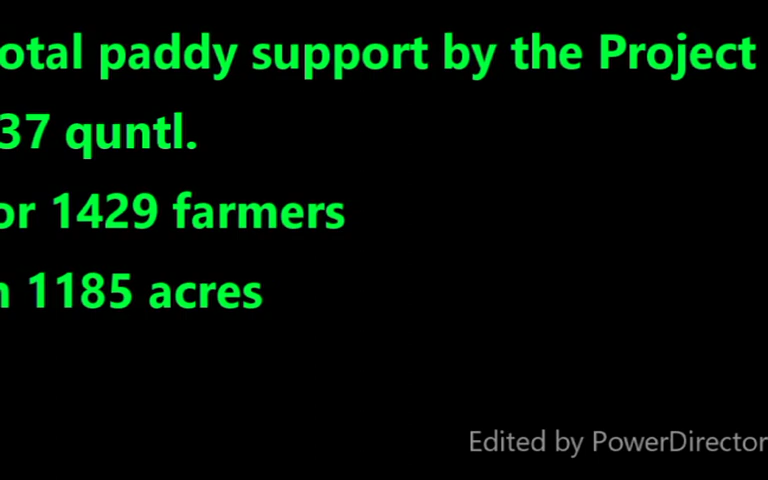 otal paddy support by the Project
37 quntl.
or 1429 farmers
n 1185 acres
Edited by PowerDirector